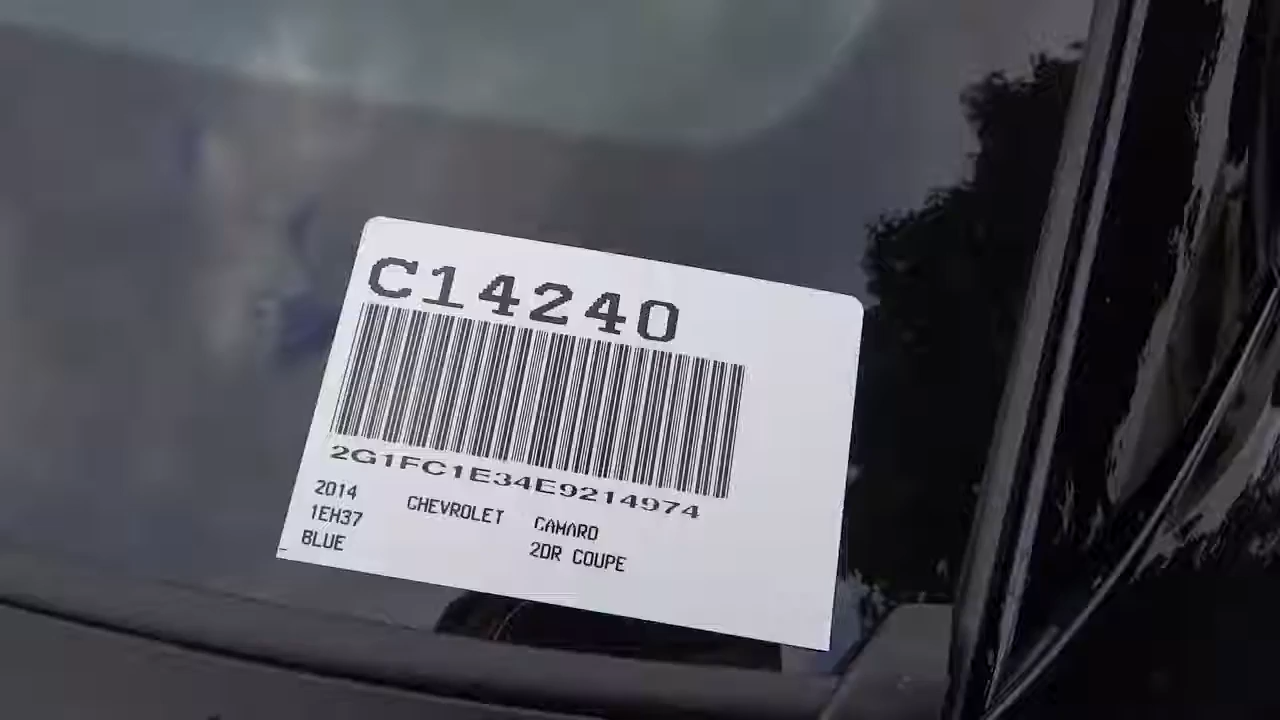 C14240
2G1FC1E34E9214974
2014 CHEVROLET CAMARO
1EH37 2DR COUPE
BLUE